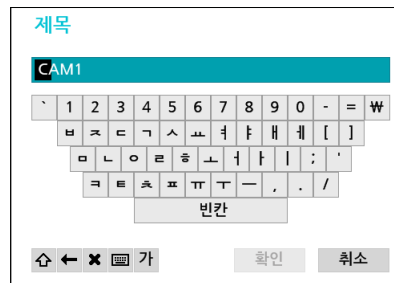 제목
CAM1
` 1 2 3 4 5 6 7 8 9 0 - = ₩
ㅂ ㅈ ㄷ ㄱ ㅅ ㅛ ㅕ ㅑ ㅐ ㅔ [ ]
ㅁ ㄴ ㅇ ㄹ ㅎ ㅗ ㅓ ㅏ ㅣ ; '
ㅋ ㅌ ㅊ ㅍ ㅠ ㅜ ㅡ , . /
빈칸
가 확인 취소